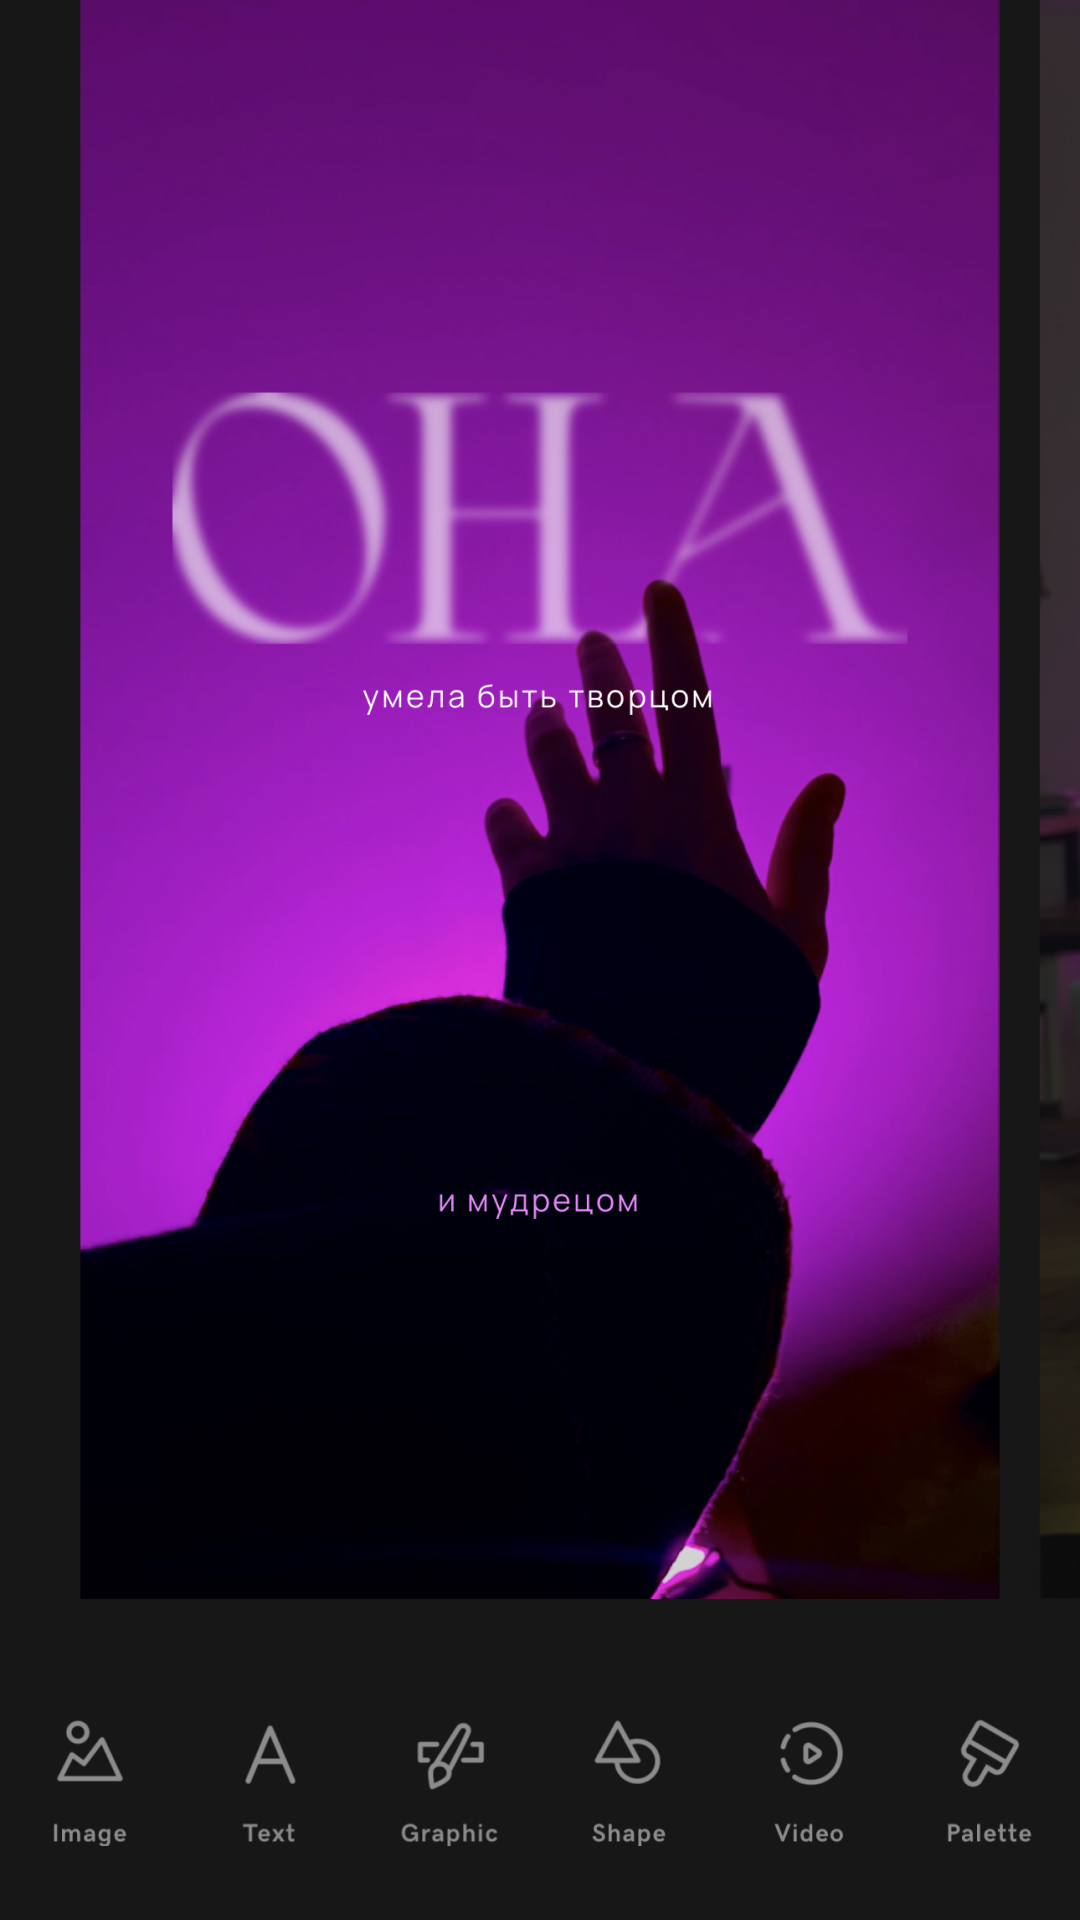 ОНА
умела быть творцом
и мудрецом
Image
Text
Graphic
Shape
Video
Palette